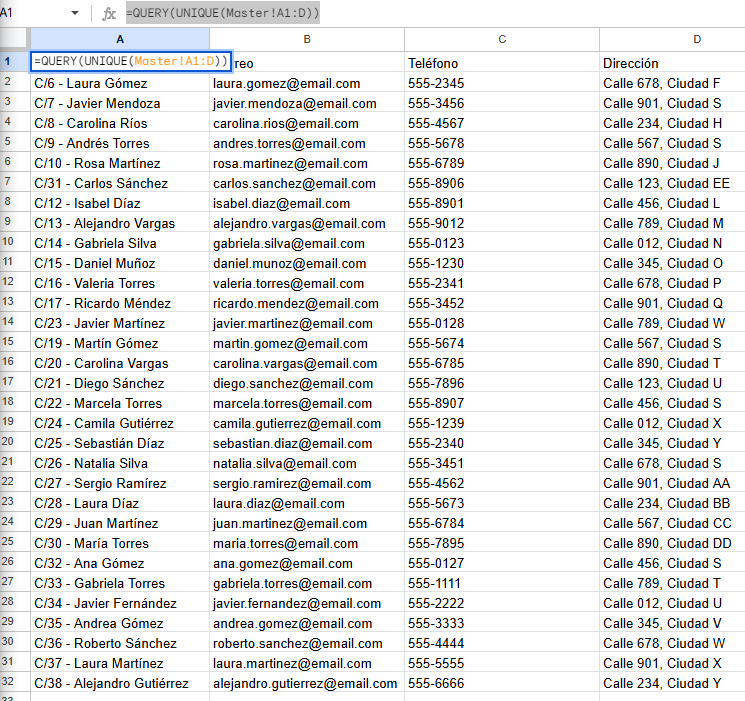 A1 fx =QUERY(UNIQUE(Master!A1:D))
A B C D
1 =QUERY(UNIQUE(Master!A1:D)) reo Teléfono Dirección
2 C/6 - Laura Gómez laura.gomez@email.com 555-2345 Calle 678, Ciudad F
3 C/7 - Javier Mendoza javier.mendoza@email.com 555-3456 Calle 901, Ciudad S
4 C/8 - Carolina Ríos carolina.rios@email.com 555-4567 Calle 234, Ciudad H
5 C/9 - Andrés Torres andres.torres@email.com 555-5678 Calle 567, Ciudad S
6 C/10 - Rosa Martínez rosa.martinez@email.com 555-6789 Calle 890, Ciudad J
7 C/31 - Carlos Sánchez carlos.sanchez@email.com 555-8906 Calle 123, Ciudad EE
8 C/12 - Isabel Díaz isabel.diaz@email.com 555-8901 Calle 456, Ciudad L
9 C/13 - Alejandro Vargas alejandro.vargas@email.com 555-9012 Calle 789, Ciudad M
10 C/14 - Gabriela Silva gabriela.silva@email.com 555-0123 Calle 012, Ciudad N
11 C/15 - Daniel Muñoz daniel.munoz@email.com 555-1230 Calle 345, Ciudad O
12 C/16 - Valeria Torres valeria.torres@email.com 555-2341 Calle 678, Ciudad P
13 C/17 - Ricardo Méndez ricardo.mendez@email.com 555-3452 Calle 901, Ciudad Q
14 C/23 - Javier Martínez javier.martinez@email.com 555-0128 Calle 789, Ciudad W
15 C/19 - Martín Gómez martin.gomez@email.com 555-5674 Calle 567, Ciudad S
16 C/20 - Carolina Vargas carolina.vargas@email.com 555-6785 Calle 890, Ciudad T
17 C/21 - Diego Sánchez diego.sanchez@email.com 555-7896 Calle 123, Ciudad U
18 C/22 - Marcela Torres marcela.torres@email.com 555-8907 Calle 456, Ciudad S
19 C/24 - Camila Gutiérrez camila.gutierrez@email.com 555-1239 Calle 012, Ciudad X
20 C/25 - Sebastián Díaz sebastian.diaz@email.com 555-2340 Calle 345, Ciudad Y
21 C/26 - Natalia Silva natalia.silva@email.com 555-3451 Calle 678, Ciudad S
22 C/27 - Sergio Ramírez sergio.ramirez@email.com 555-4562 Calle 901, Ciudad AA
23 C/28 - Laura Díaz laura.diaz@email.com 555-5673 Calle 234, Ciudad BB
24 C/29 - Juan Martínez juan.martinez@email.com 555-6784 Calle 567, Ciudad CC
25 C/30 - María Torres maria.torres@email.com 555-7895 Calle 890, Ciudad DD
26 C/32 - Ana Gómez ana.gomez@email.com 555-0127 Calle 456, Ciudad S
27 C/33 - Gabriela Torres gabriela.torres@email.com 555-1111 Calle 789, Ciudad T
28 C/34 - Javier Fernández javier.fernandez@email.com 555-2222 Calle 012, Ciudad U
29 C/35 - Andrea Gómez andrea.gomez@email.com 555-3333 Calle 345, Ciudad V
30 C/36 - Roberto Sánchez roberto.sanchez@email.com 555-4444 Calle 678, Ciudad W
31 C/37 - Laura Martínez laura.martinez@email.com 555-5555 Calle 901, Ciudad X
32 C/38 - Alejandro Gutiérrez alejandro.gutierrez@email.com 555-6666 Calle 234, Ciudad Y